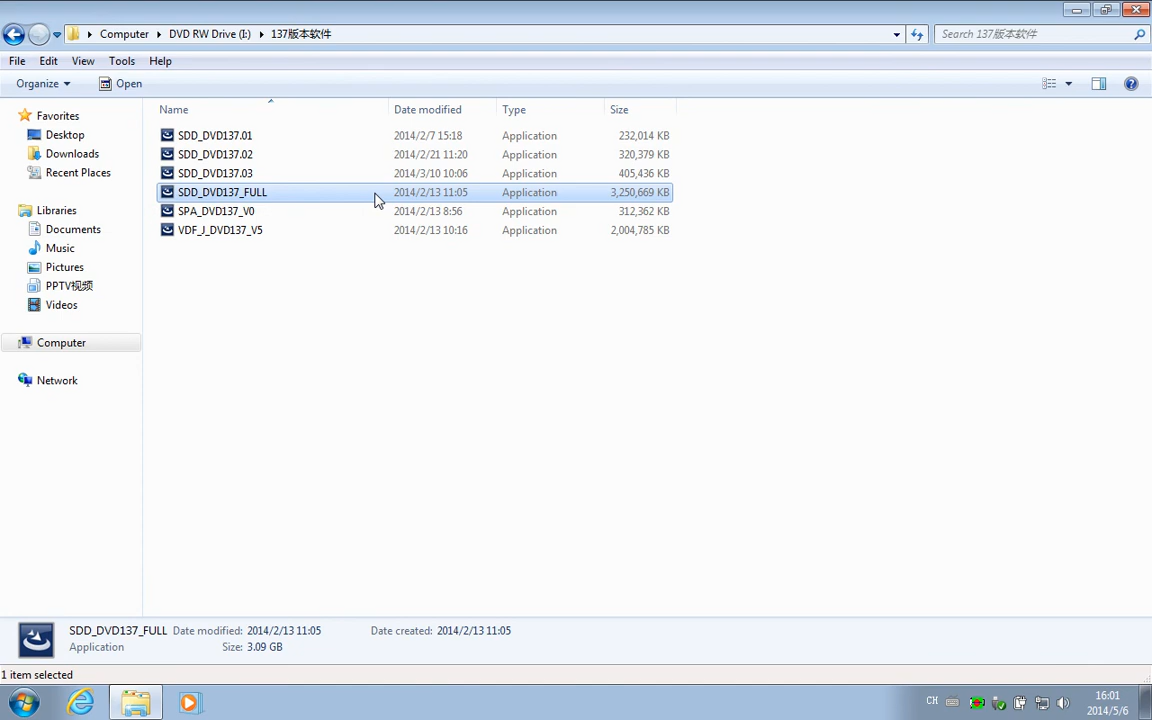 Computer DVD RW Drive (I:) 137版本软件 Search 137版本软件
File Edit View Tools Help
Organize Open
Name Date modified Type Size
Favorites
Desktop
Downloads
Recent Places
Libraries
Documents
Music
Pictures
PPTV视频
Videos
Computer
Network
SDD_DVD137.01 2014/2/7 15:18 Application 232,014 KB
SDD_DVD137.02 2014/2/21 11:20 Application 320,379 KB
SDD_DVD137.03 2014/3/10 10:06 Application 405,436 KB
SDD_DVD137_FULL 2014/2/13 11:05 Application 3,250,669 KB
SPA_DVD137_V0 2014/2/13 8:56 Application 312,362 KB
VDF_J_DVD137_V5 2014/2/13 10:16 Application 2,004,785 KB
SDD_DVD137_FULL Date modified: 2014/2/13 11:05 Date created: 2014/2/13 11:05
Application Size: 3.09 GB
1 item selected
CH 16:01
2014/5/6